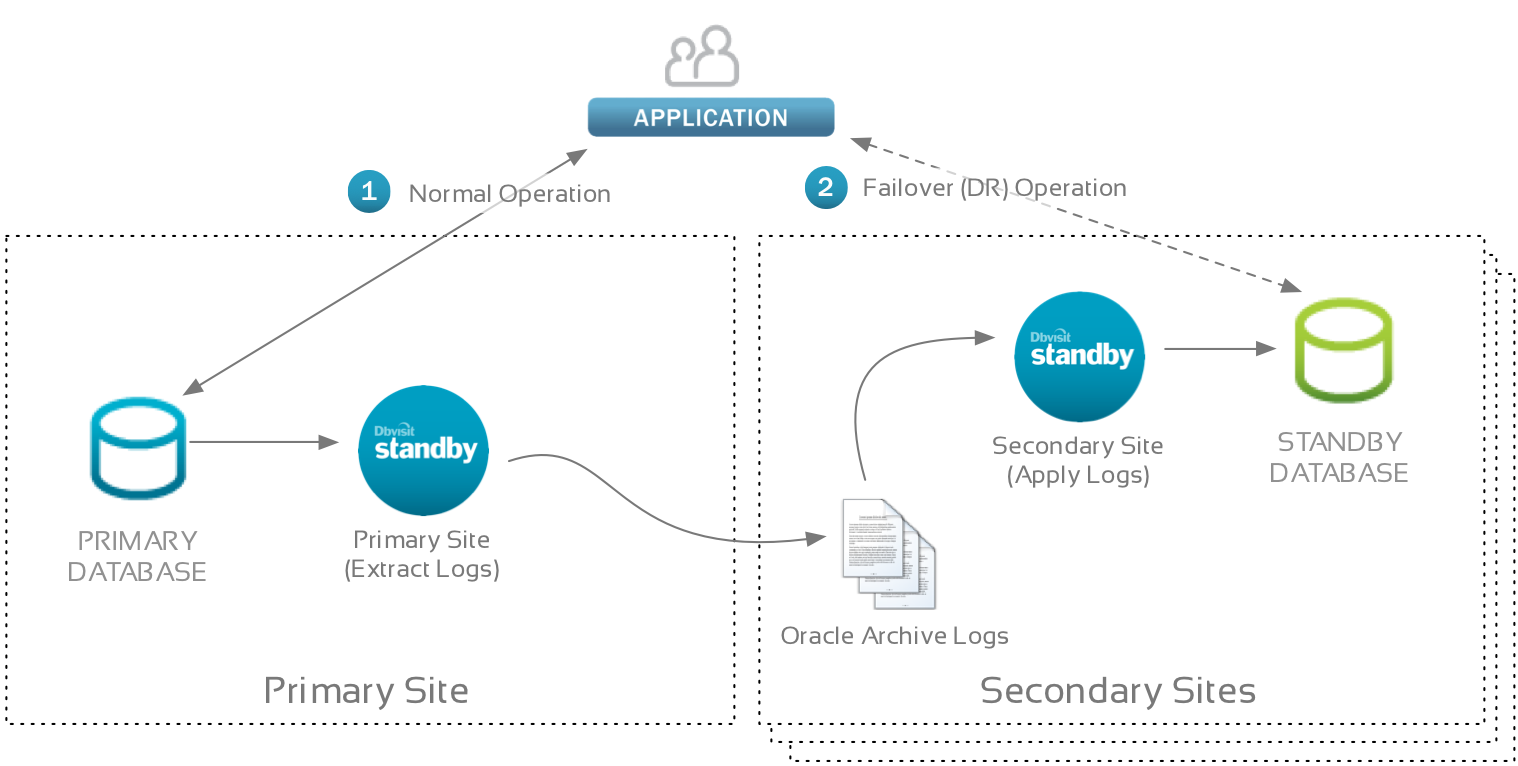 APPLICATION
1
Normal Operation
2
Failover (DR) Operation
Dbvisit
standby
Secondary Site
(Apply Logs)
STANDBY
DATABASE
Dbvisit
standby
PRIMARY
DATABASE
Primary Site
(Extract Logs)
Oracle Archive Logs
Primary Site
Secondary Sites